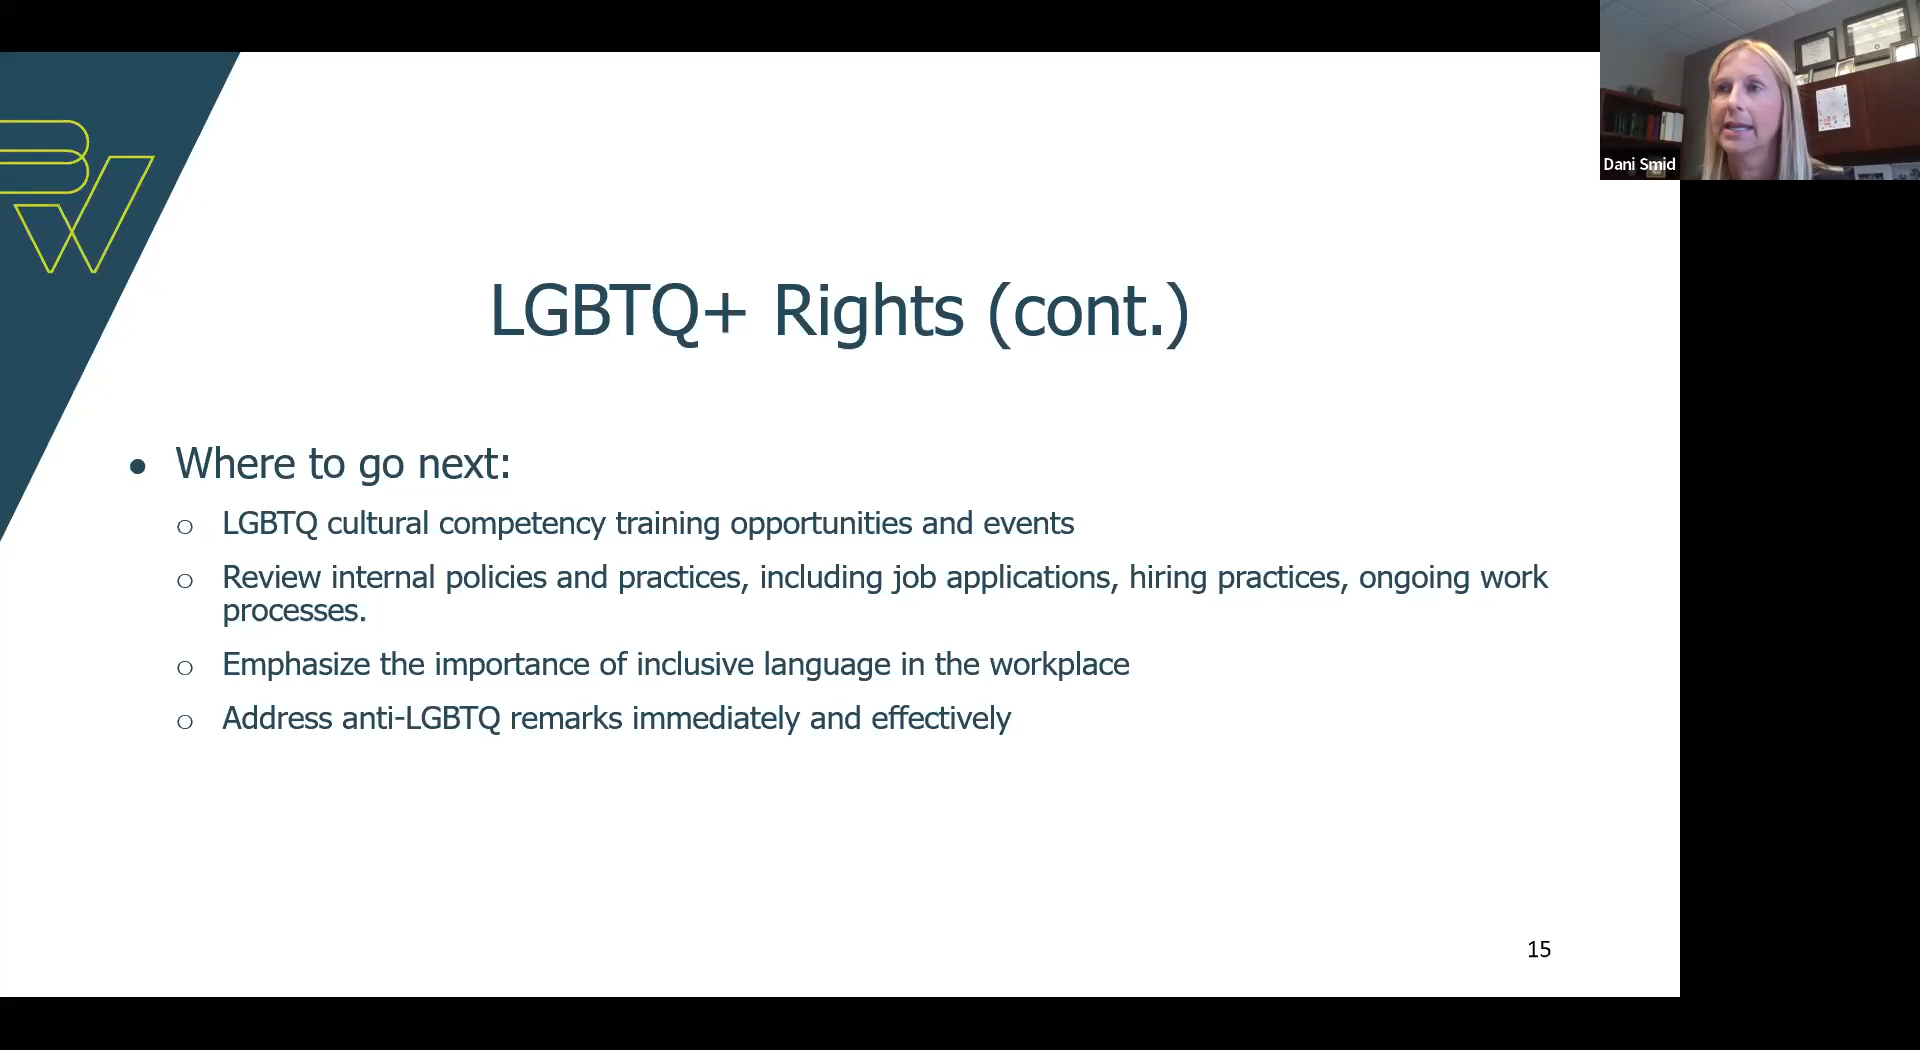 Dani Smid
LGBTQ+ Rights (cont.)
• Where to go next:
○ LGBTQ cultural competency training opportunities and events
○ Review internal policies and practices, including job applications, hiring practices, ongoing work
processes.
○ Emphasize the importance of inclusive language in the workplace
○ Address anti-LGBTQ remarks immediately and effectively
15